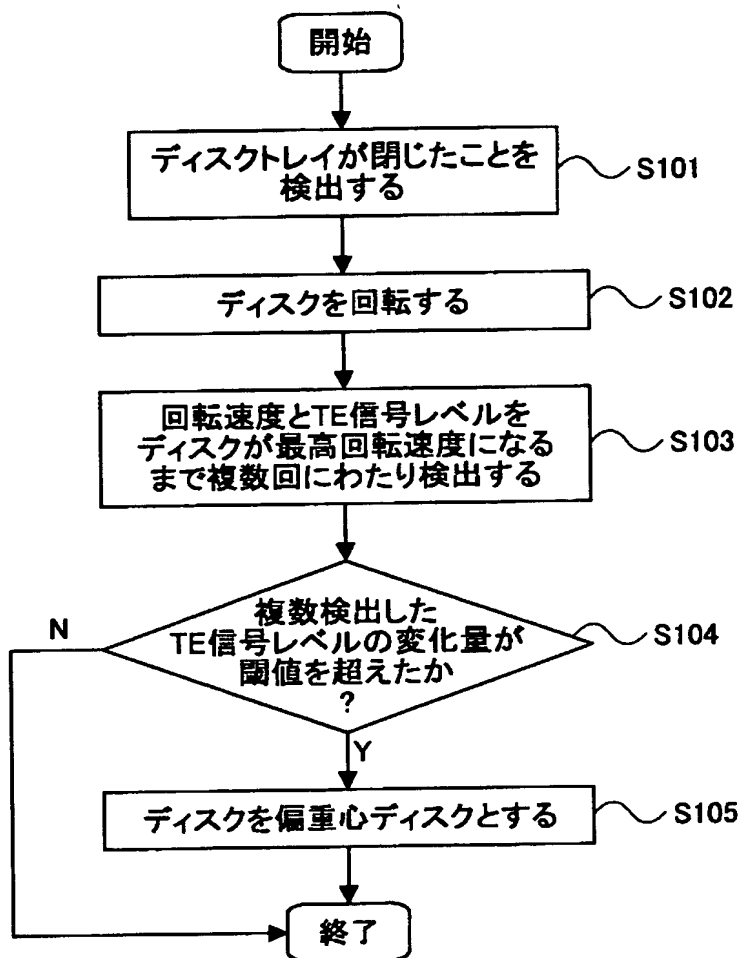 開始
ディスクトレイが閉じたことを
検出する
S101
ディスクを回転する
S102
回転速度とTE信号レベルを
ディスクが最高回転速度になる
まで複数回にわたり検出する
S103
複数検出した
TE信号レベルの変化量が
閾値を超えたか
?
S104
N
Y
ディスクを偏重心ディスクとする
S105
終了